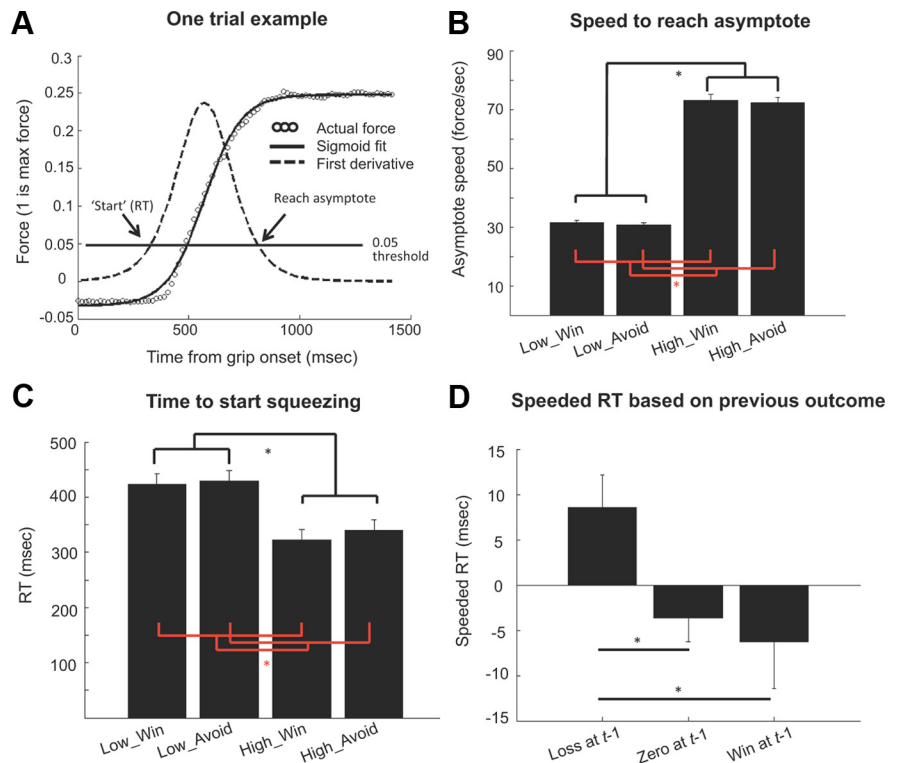 A
One trial example
0.3
0.25
0.2
0.15
0.1
0.05
0
-0.05
Force (1 is max force)
Actual force
Sigmoid fit
First derivative
'Start' (RT)
Reach asymptote
0.05
threshold
0
500
1000
1500
Time from grip onset (msec)
B
Speed to reach asymptote
90
70
50
30
10
Asymptote speed (force/sec)
*
*
Low_Win
Low_Avoid
High_Win
High_Avoid
C
Time to start squeezing
500
400
300
200
100
RT (msec)
*
*
Low_Win
Low_Avoid
High_Win
High_Avoid
D
Speeded RT based on previous outcome
15
10
5
0
-5
-10
-15
Speeded RT (msec)
*
*
Loss at t-1
Zero at t-1
Win at t-1